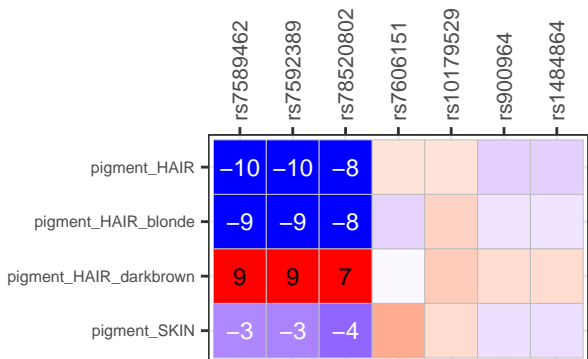 rs7589462
rs7592389
rs78520802
rs7606151
rs10179529
rs900964
rs1484864
pigment_HAIR −10 −10 −8
pigment_HAIR_blonde −9 −9 −8
pigment_HAIR_darkbrown 9 9 7
pigment_SKIN −3 −3 −4